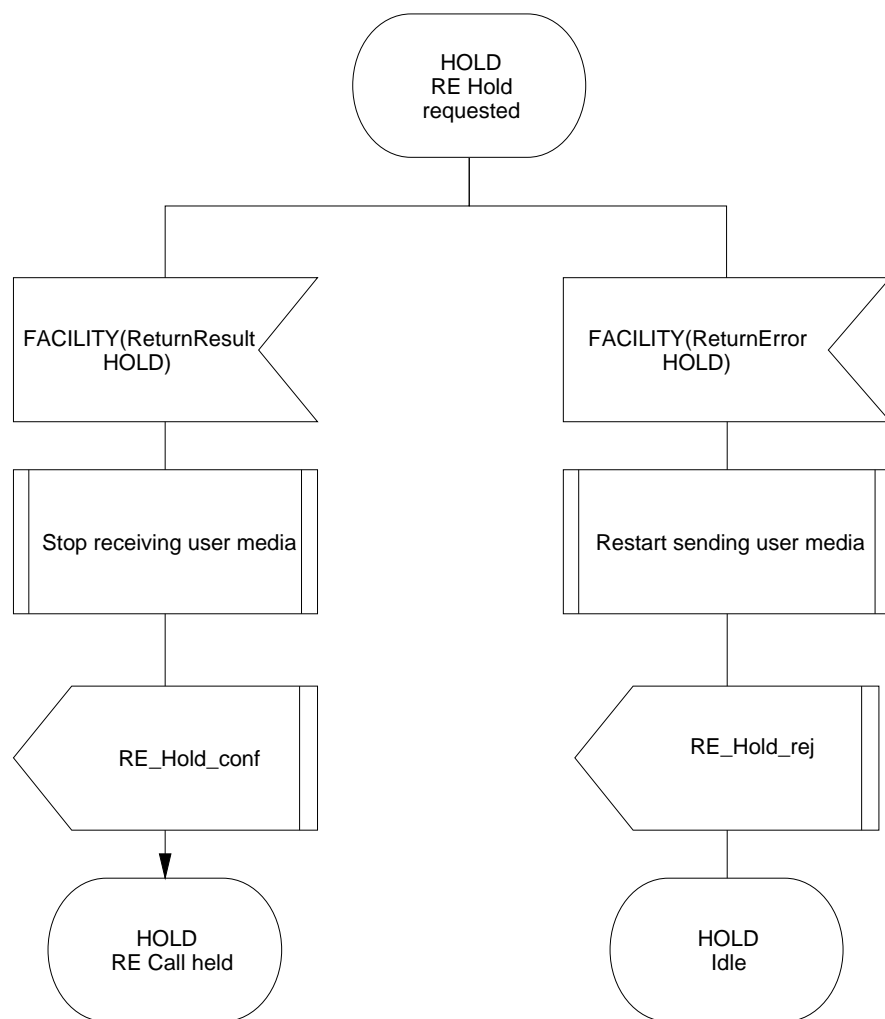 HOLD
RE Hold
requested
FACILITY(ReturnResult
HOLD)
FACILITY(ReturnError
HOLD)
Stop receiving user media
Restart sending user media
RE_Hold_conf
RE_Hold_rej
HOLD
RE Call held
HOLD
Idle